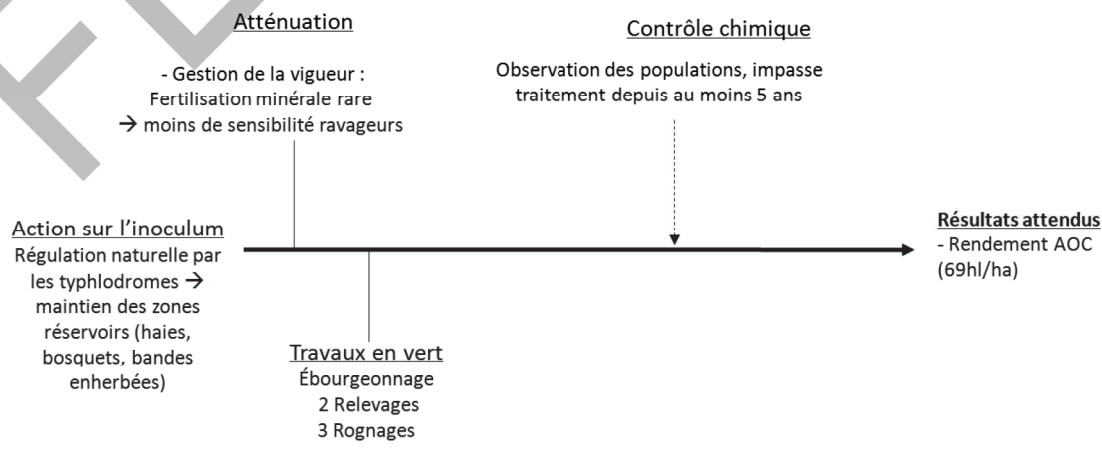 Atténuation
- Gestion de la vigueur :
Fertilisation minérale rare
→ moins de sensibilité ravageurs
Contrôle chimique
Observation des populations, impasse
traitement depuis au moins 5 ans
Action sur l'inoculum
Régulation naturelle par
les typhlodromes →
maintien des zones
réservoirs (haies,
bosquets, bandes
enherbées)
Travaux en vert
Ébourgeonnage
2 Relevages
3 Rognages
Résultats attendus
- Rendement AOC
(69hl/ha)